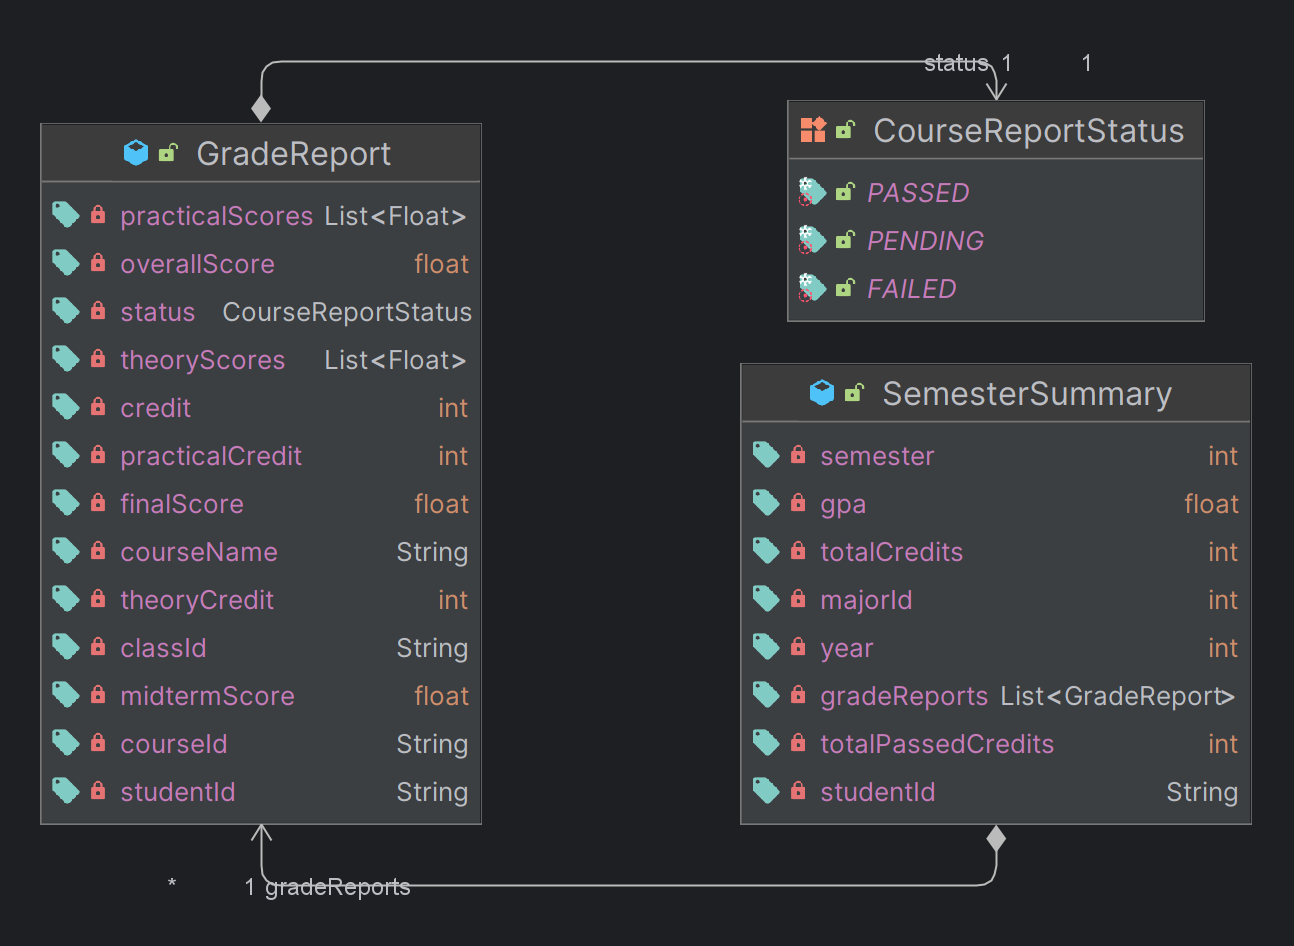 status 1 1
GradeReport
practicalScores List<Float>
overallScore float
status CourseReportStatus
theoryScores List<Float>
credit int
practicalCredit int
finalScore float
courseName String
theoryCredit int
classId String
midtermScore float
courseId String
studentId String
CourseReportStatus
PASSED
PENDING
FAILED
SemesterSummary
semester int
gpa float
totalCredits int
majorId int
year int
gradeReports List<GradeReport>
totalPassedCredits int
studentId String
* 1 gradeReports